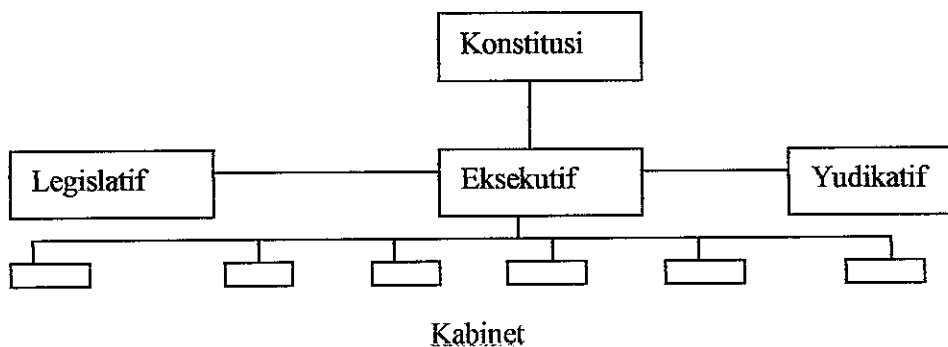 Konstitusi
Legislatif
Eksekutif
Yudikatif
Kabinet